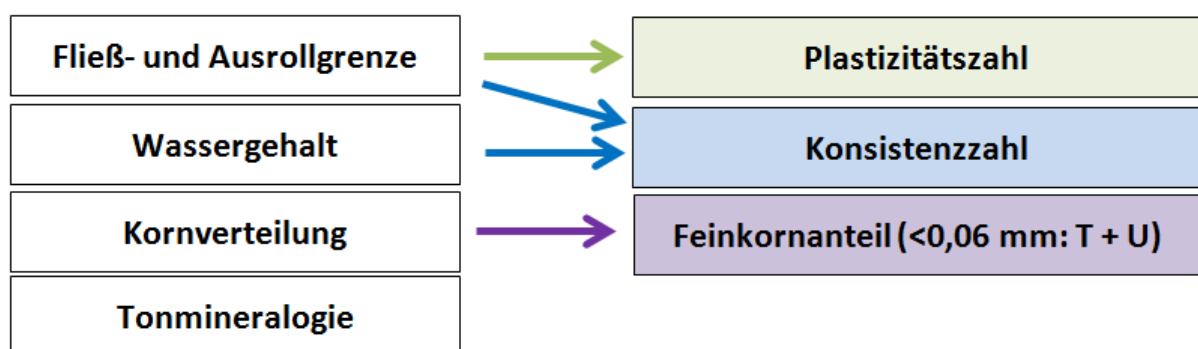 Fließ- und Ausrollgrenze
Plastizitätszahl
Wassergehalt
Konsistenzzahl
Kornverteilung
Feinkornanteil (<0,06 mm: T + U)
Tonmineralogie